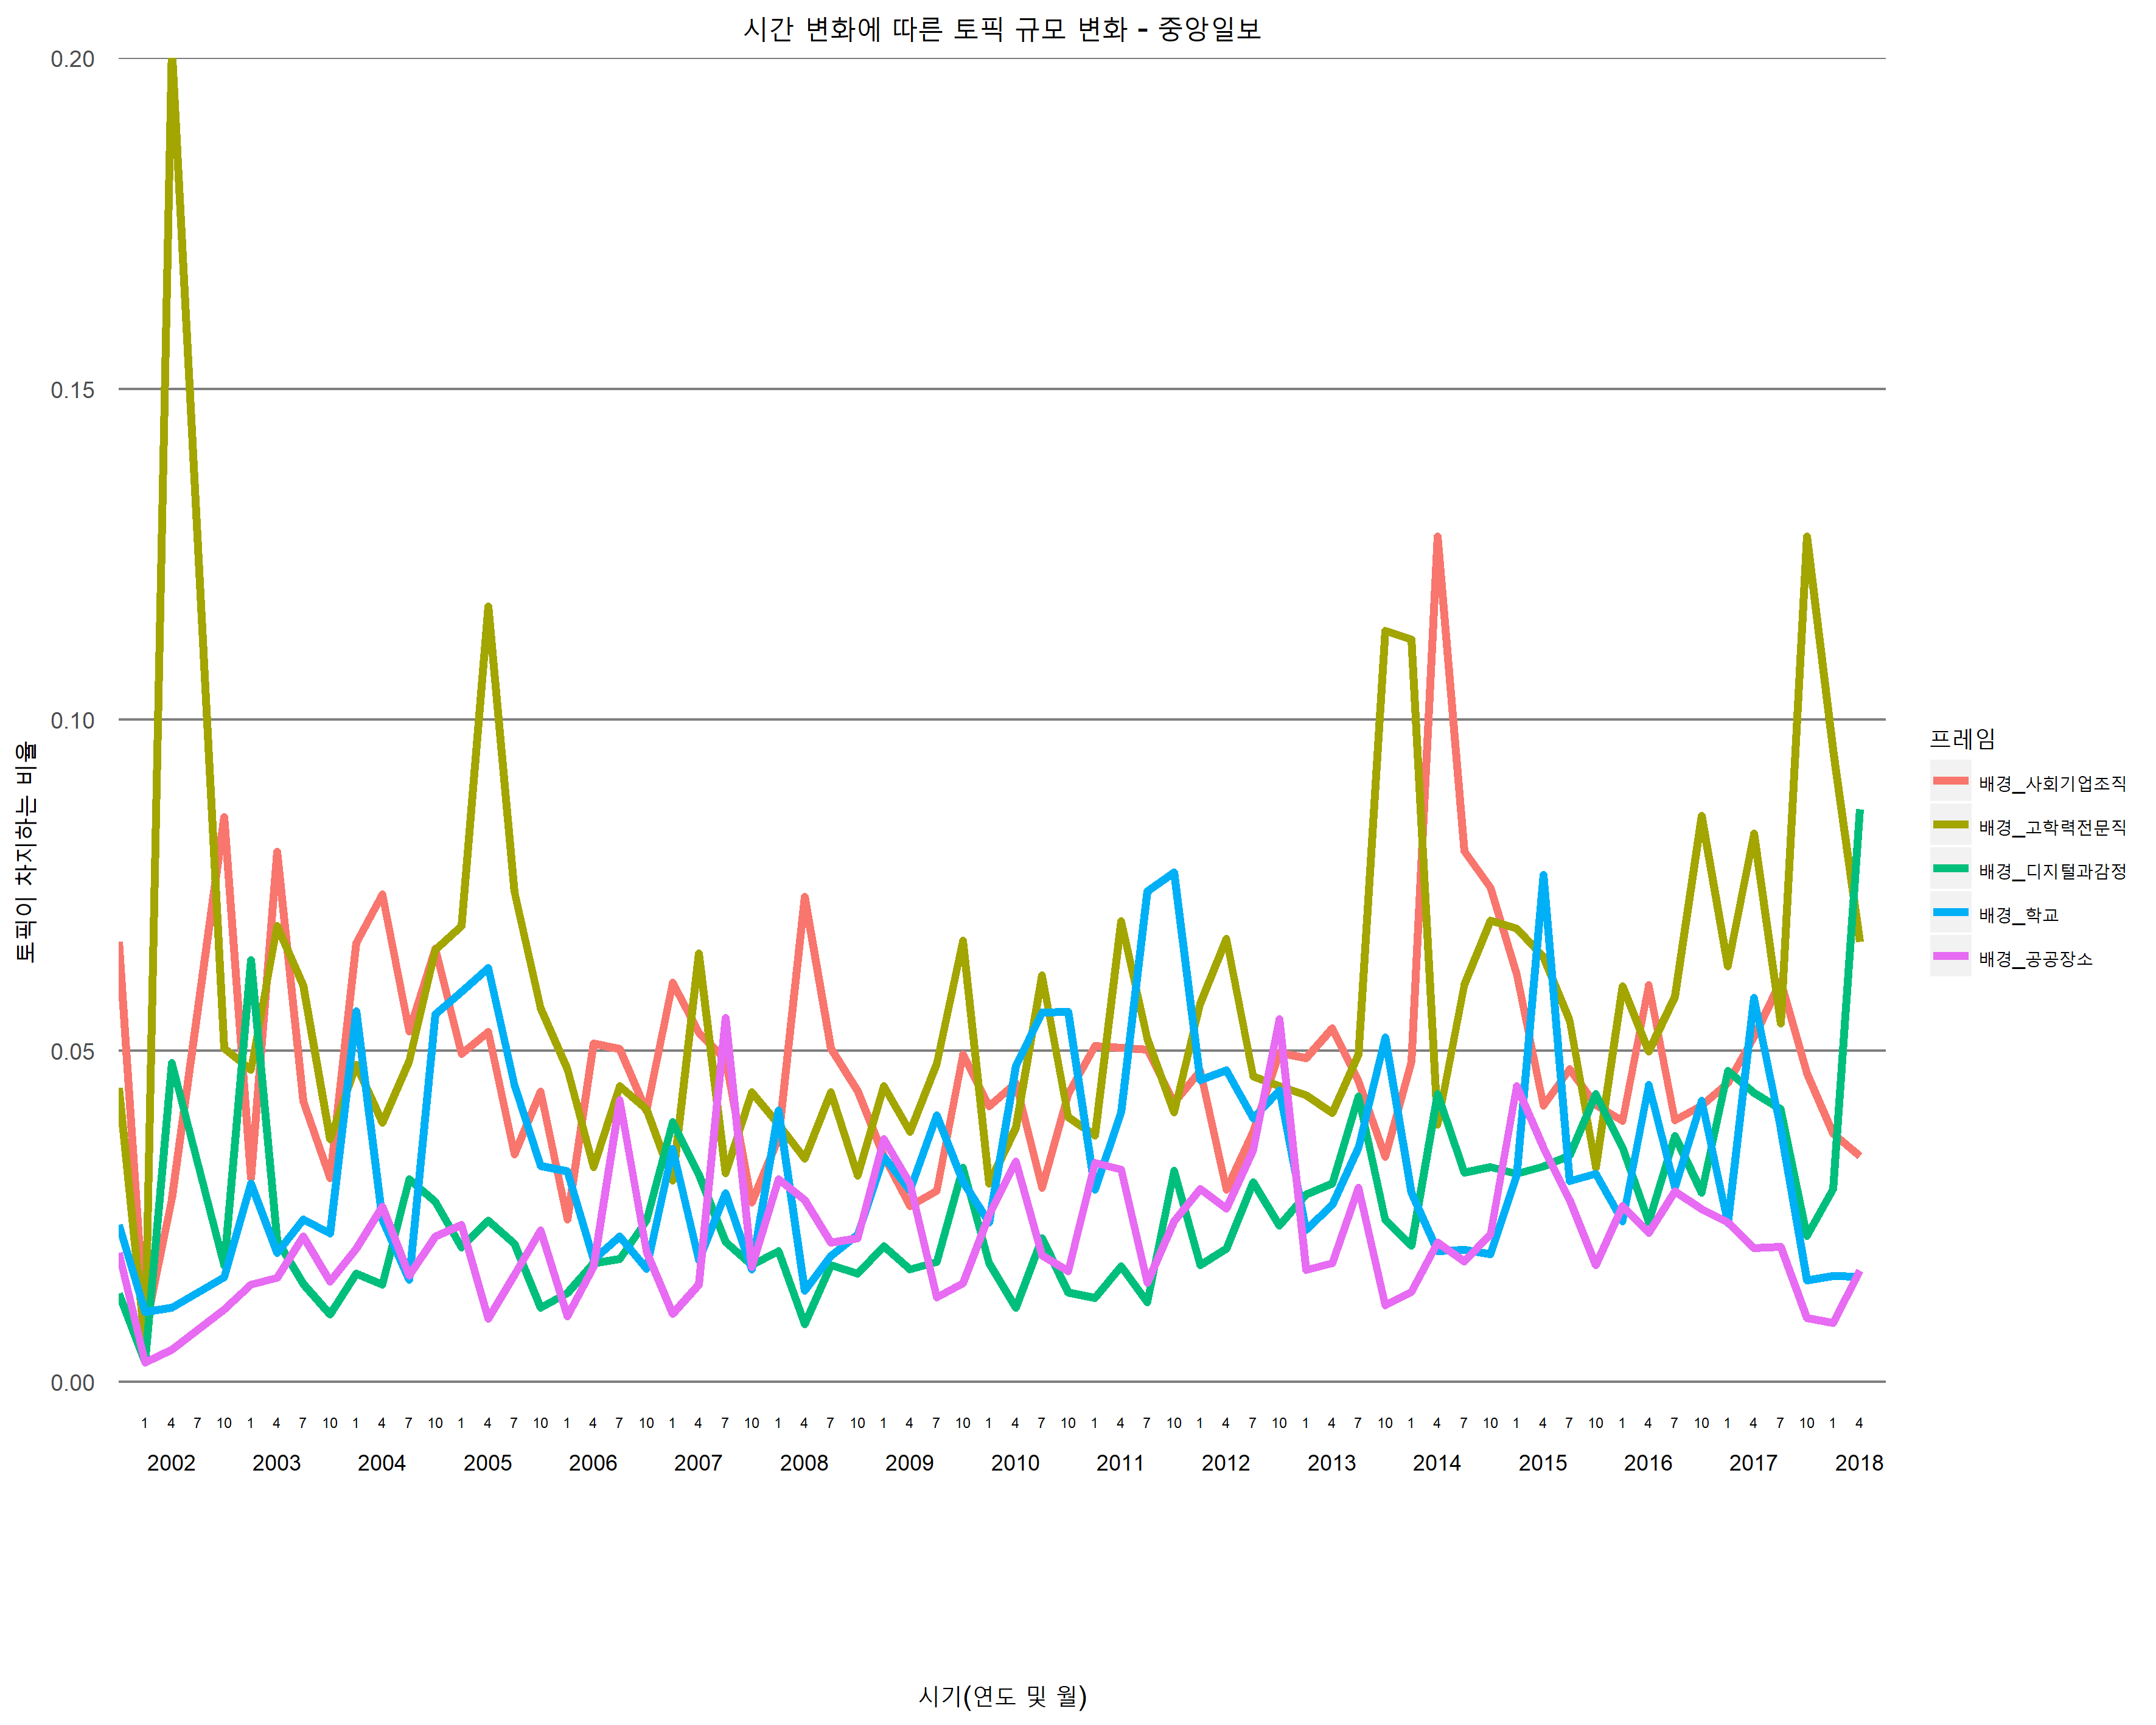 시간 변화에 따른 토픽 규모 변화 - 중앙일보
토픽이 차지하는 비율
0.20
0.15
0.10
0.05
0.00
1 4 7 10 1 4 7 10 1 4 7 10 1 4 7 10 1 4 7 10 1 4 7 10 1 4 7 10 1 4 7 10 1 4 7 10 1 4 7 10 1 4 7 10 1 4 7 10 1 4 7 10 1 4 7 10 1 4 7 10 1 4 7 10 1 4
2002 2003 2004 2005 2006 2007 2008 2009 2010 2011 2012 2013 2014 2015 2016 2017 2018
시기(연도 및 월)
프레임
배경_사회기업조직
배경_고학력전문직
배경_디지털과감정
배경_학교
배경_공공장소